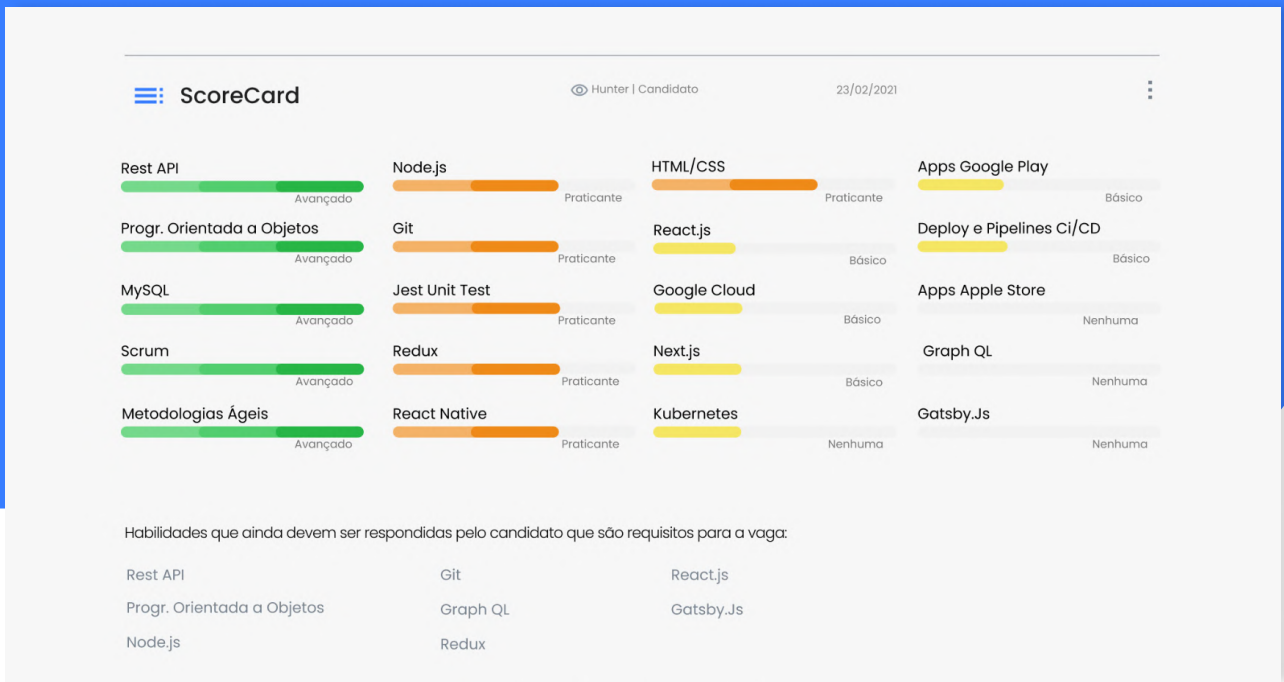 ScoreCard
Hunter | Candidato
23/02/2021
Rest API
Avançado
Node.js
Praticante
HTML/CSS
Praticante
Apps Google Play
Básico
Progr. Orientada a Objetos
Avançado
Git
Praticante
React.js
Básico
Deploy e Pipelines Ci/CD
Básico
MySQL
Avançado
Jest Unit Test
Praticante
Google Cloud
Básico
Apps Apple Store
Nenhuma
Scrum
Avançado
Redux
Praticante
Next.js
Básico
Graph QL
Nenhuma
Metodologias Ágeis
Avançado
React Native
Praticante
Kubernetes
Nenhuma
Gatsby.Js
Nenhuma
Habilidades que ainda devem ser respondidas pelo candidato que são requisitos para a vaga:
Rest API
Git
React.js
Progr. Orientada a Objetos
Graph QL
Gatsby.Js
Node.js
Redux